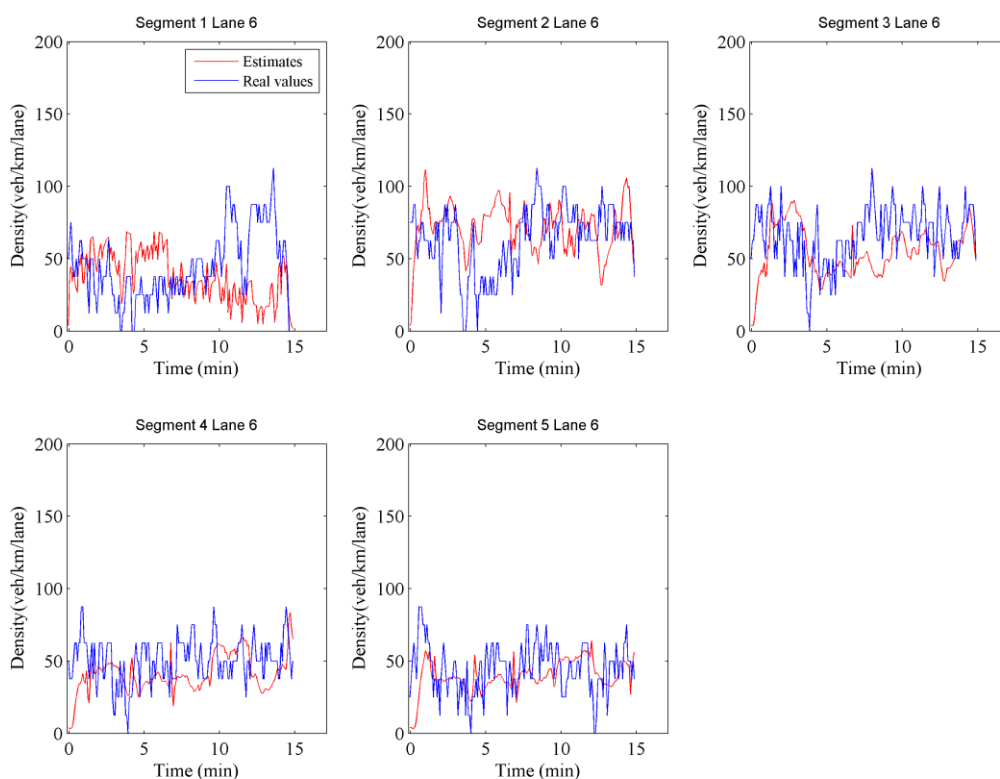 Segment 1 Lane 6
Segment 2 Lane 6
Segment 3 Lane 6
200
150
100
50
0
Density(veh/km/lane)
Estimates
Real values
0 5 10 15
Time (min)
200
150
100
50
0
Density(veh/km/lane)
0 5 10 15
Time (min)
200
150
100
50
0
Density(veh/km/lane)
0 5 10 15
Time (min)
Segment 4 Lane 6
Segment 5 Lane 6
200
150
100
50
0
Density(veh/km/lane)
0 5 10 15
Time (min)
200
150
100
50
0
Density(veh/km/lane)
0 5 10 15
Time (min)